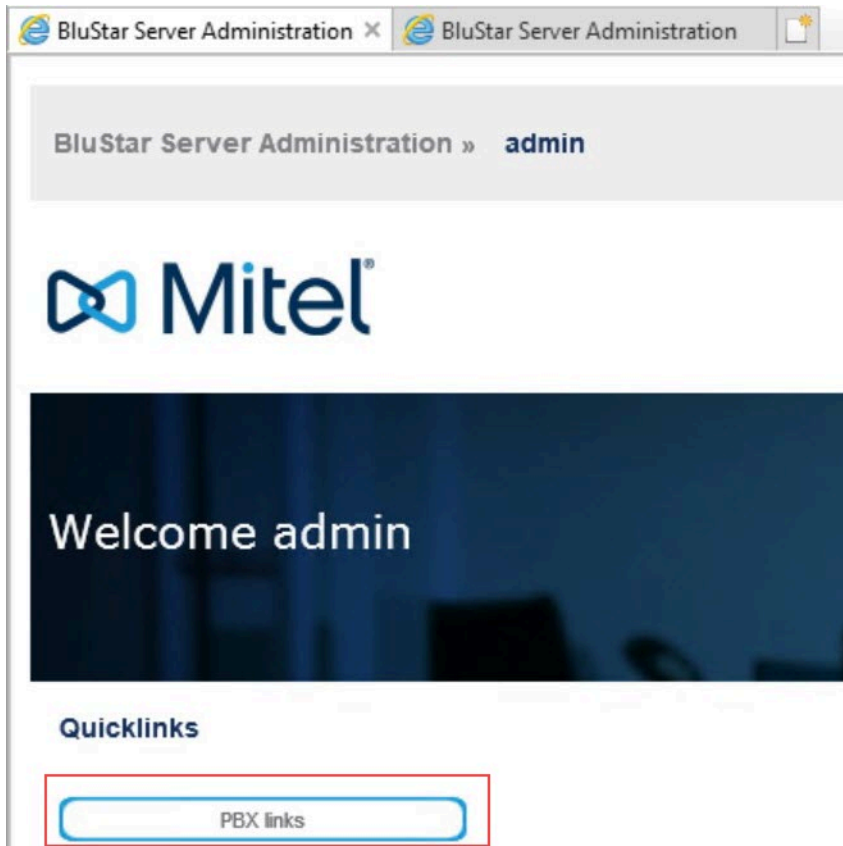 BluStar Server Administration
BluStar Server Administration
BluStar Server Administration » admin
Mitel®
Welcome admin
Quicklinks
PBX links